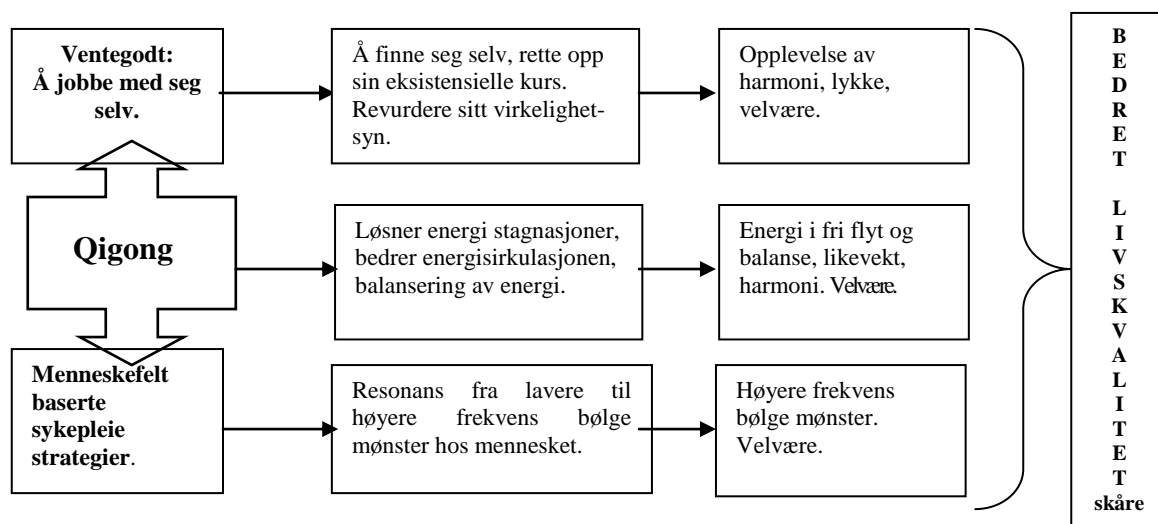 Ventegodt:
Å jobbe med seg
selv.
Å finne seg selv, rette opp
sin eksistensielle kurs.
Revurdere sitt virkelighet-
syn.
Opplevelse av
harmoni, lykke,
velvære.
Qigong
Løsner energi stagnasjoner,
bedrer energisirkulasjonen,
balansering av energi.
Energi i fri flyt og
balanse, likevekt,
harmoni. Velvære.
Menneskefelt
baserte
sykepleie
strategier.
Resonans fra lavere til
høyere frekvens bølge
mønster hos mennesket.
Høyere frekvens
bølge mønster.
Velvære.
B
E
D
R
E
T
L
I
V
S
K
V
A
L
I
T
E
T
skåre